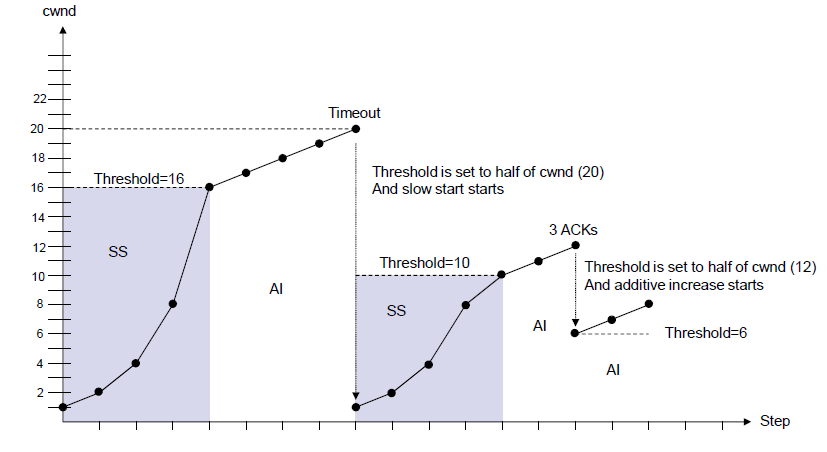 cwnd
22
20
18
16
14
12
10
8
6
4
2
Timeout
Threshold is set to half of cwnd (20)
And slow start starts
Threshold=16
SS
AI
3 ACKs
Threshold=10
Threshold is set to half of cwnd (12)
And additive increase starts
SS
AI
Threshold=6
AI
Step